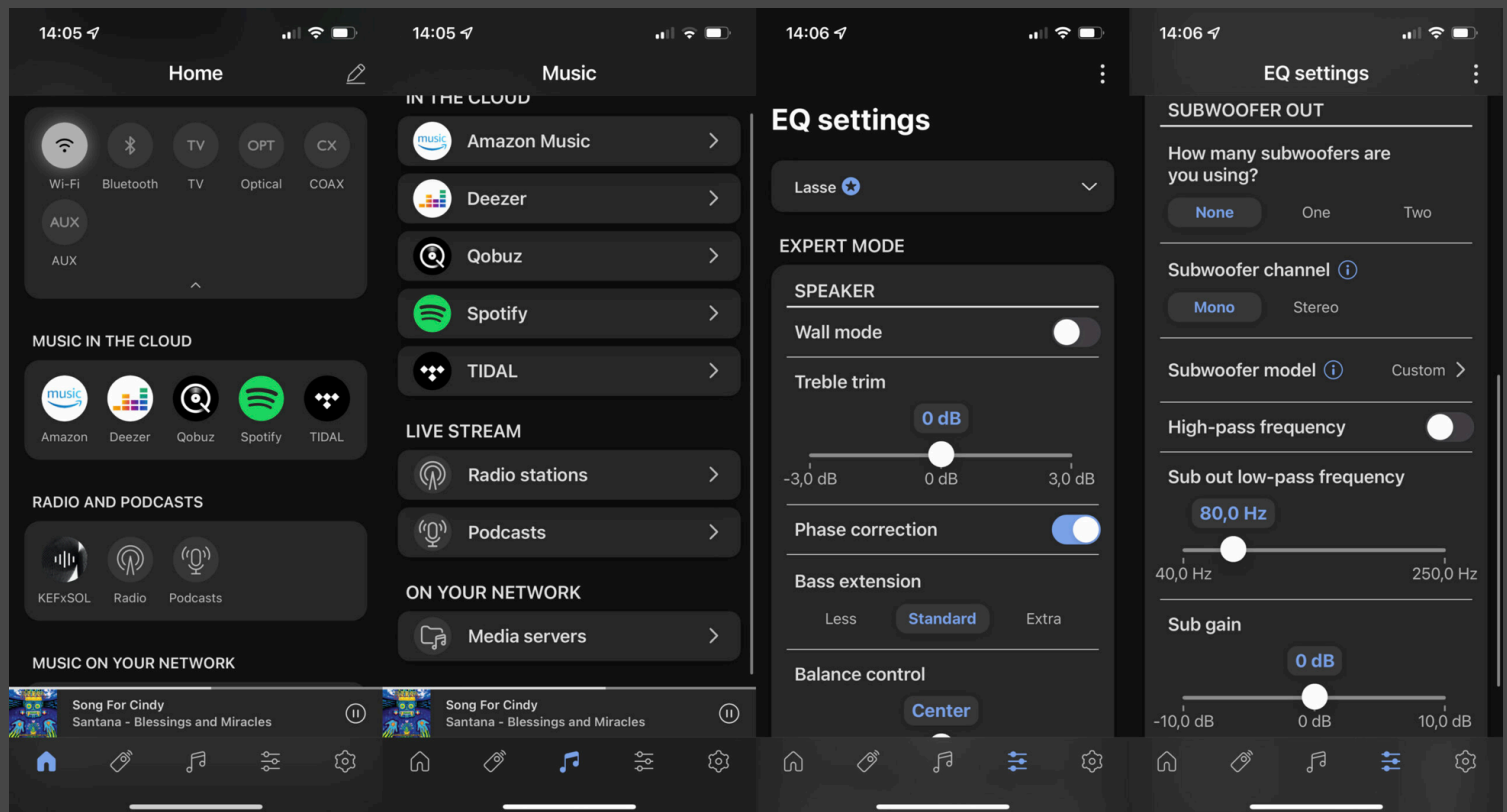 14:05
Home
Wi-Fi
Bluetooth
TV
TV
OPT
Optical
CX
COAX
AUX
AUX
MUSIC IN THE CLOUD
music
Amazon
Deezer
Qobuz
Spotify
TIDAL
RADIO AND PODCASTS
KEFxSOL
Radio
Podcasts
MUSIC ON YOUR NETWORK
Song For Cindy
Santana - Blessings and Miracles
14:05
Music
IN THE CLOUD
music
Amazon Music
Deezer
Qobuz
Spotify
TIDAL
LIVE STREAM
Radio stations
Podcasts
ON YOUR NETWORK
Media servers
Song For Cindy
Santana - Blessings and Miracles
14:06
EQ settings
Lasse
EXPERT MODE
SPEAKER
Wall mode
Treble trim
0 dB
-3,0 dB 0 dB 3,0 dB
Phase correction
Bass extension
Less Standard Extra
Balance control
Center
14:06
EQ settings
SUBWOOFER OUT
How many subwoofers are
you using?
None One Two
Subwoofer channel
Mono Stereo
Subwoofer model Custom
High-pass frequency
Sub out low-pass frequency
80,0 Hz
40,0 Hz 250,0 Hz
Sub gain
0 dB
-10,0 dB 0 dB 10,0 dB